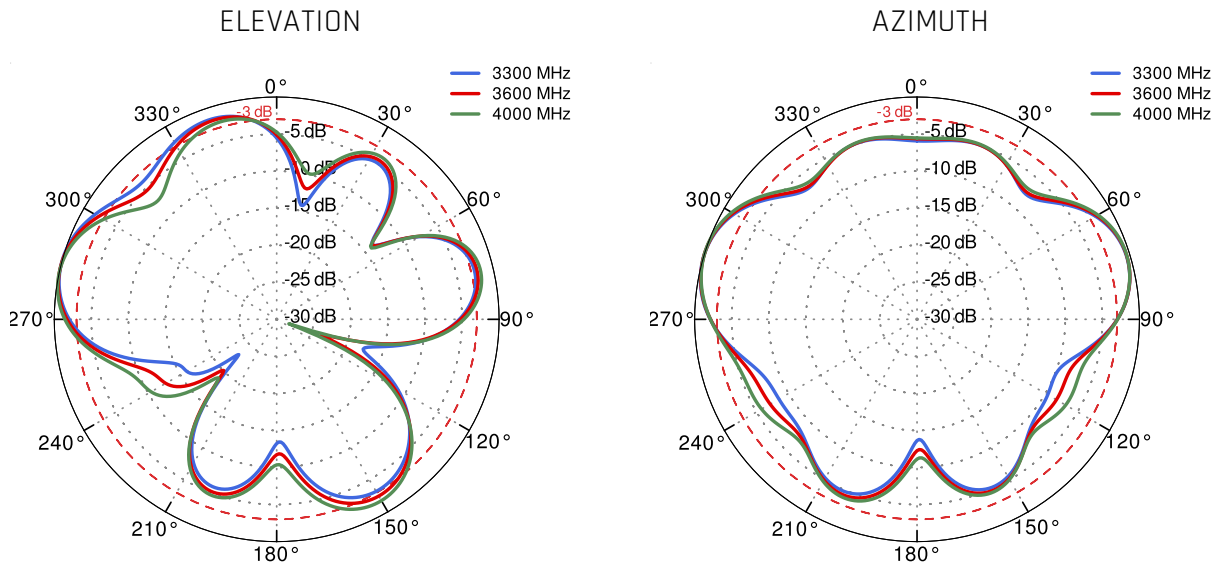 ELEVATION
3300 MHz
3600 MHz
4000 MHz
0°
30°
60°
90°
120°
150°
180°
210°
240°
270°
300°
330°
-3 dB
-5 dB
-15 dB
-20 dB
-25 dB
-30 dB
AZIMUTH
3300 MHz
3600 MHz
4000 MHz
0°
30°
60°
90°
120°
150°
180°
210°
240°
270°
300°
330°
-3 dB
-5 dB
-10 dB
-15 dB
-20 dB
-25 dB
-30 dB